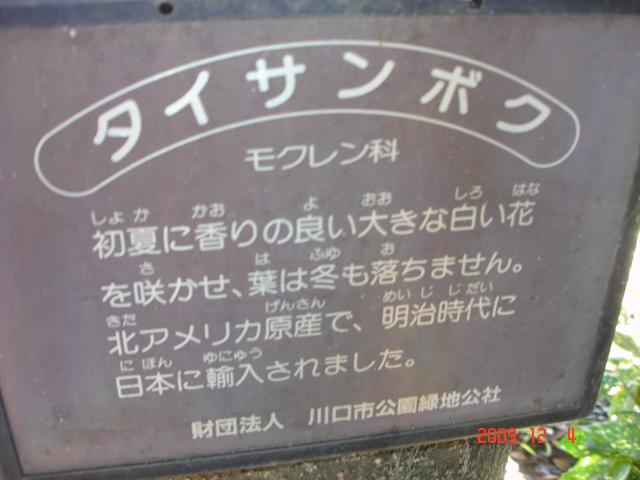 タイサンボク
モクレン科
しょか かお よ おお しろ はな
初夏に香りの良い大きな白い花
さ は ふゆ お
を咲かせ、葉は冬も落ちません。
きた げんさん めいじじだい
北アメリカ原産で、明治時代に
にほん ゆにゅう
日本に輸入されました。
財団法人 川口市公園緑地公社
2009 12 4